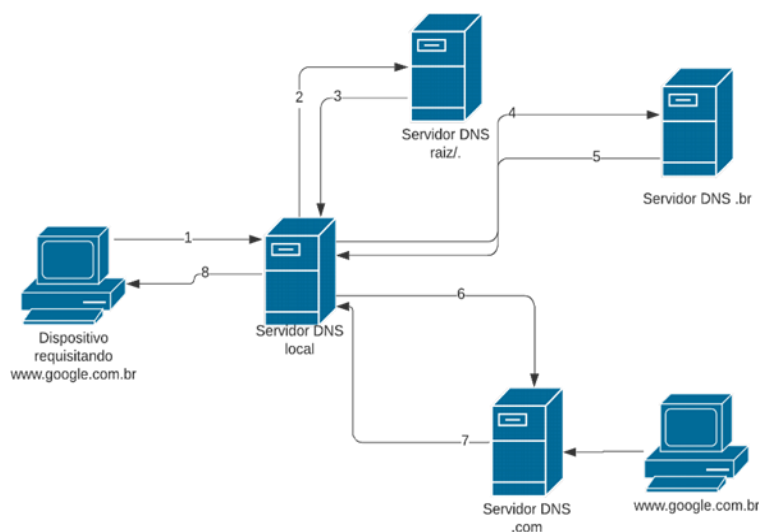 2
3
Servidor DNS
raiz/.
4
5
Servidor DNS .br
1
8
Dispositivo
requisitando
www.google.com.br
Servidor DNS
local
6
7
Servidor DNS
.com
www.google.com.br